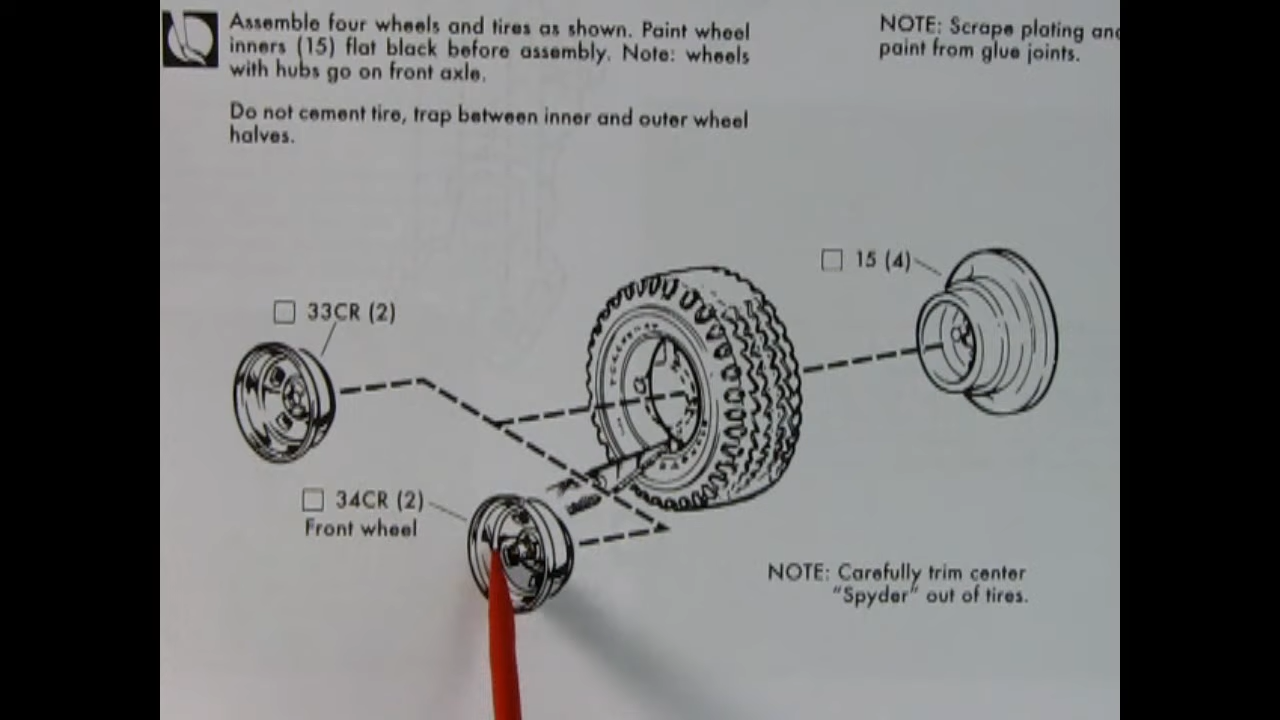 Assemble four wheels and tires as shown. Paint wheel
inners (15) flat black before assembly. Note: wheels
with hubs go on front axle.
Do not cement tire, trap between inner and outer wheel
halves.
NOTE: Scrape plating and
paint from glue joints.
15 (4)
33CR (2)
34CR (2)
Front wheel
NOTE: Carefully trim center
"Spyder" out of tires.